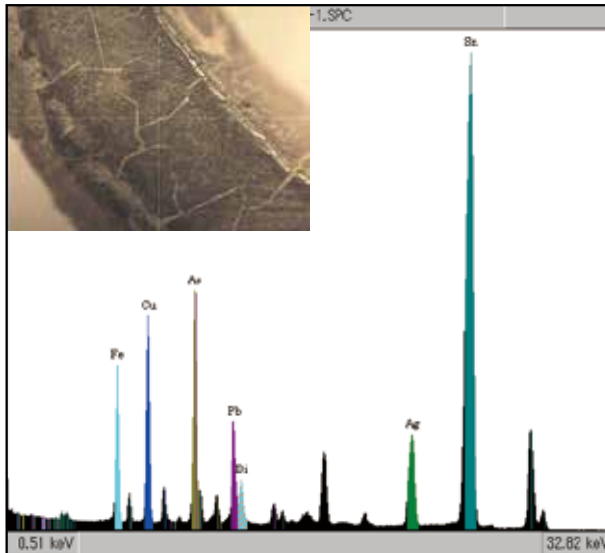 -1.SPC
Sn
As
Cu
Fe
Pb
Ag
Bi
0.51 keV
32.82 keV